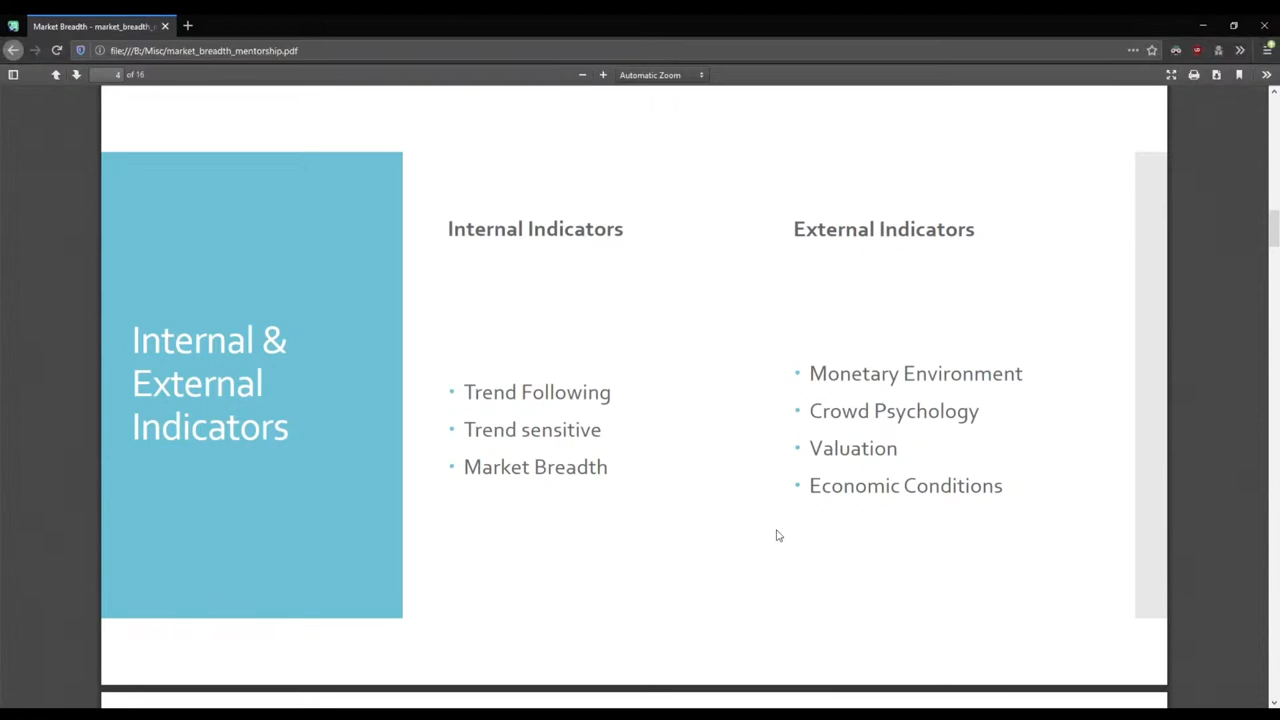 Market Breadth - market_breadth_
file:///B:/Misc/market_breadth_mentorship.pdf
4 of 16
Automatic Zoom
Internal &
External
Indicators
Internal Indicators
Trend Following
Trend sensitive
Market Breadth
External Indicators
Monetary Environment
Crowd Psychology
Valuation
Economic Conditions